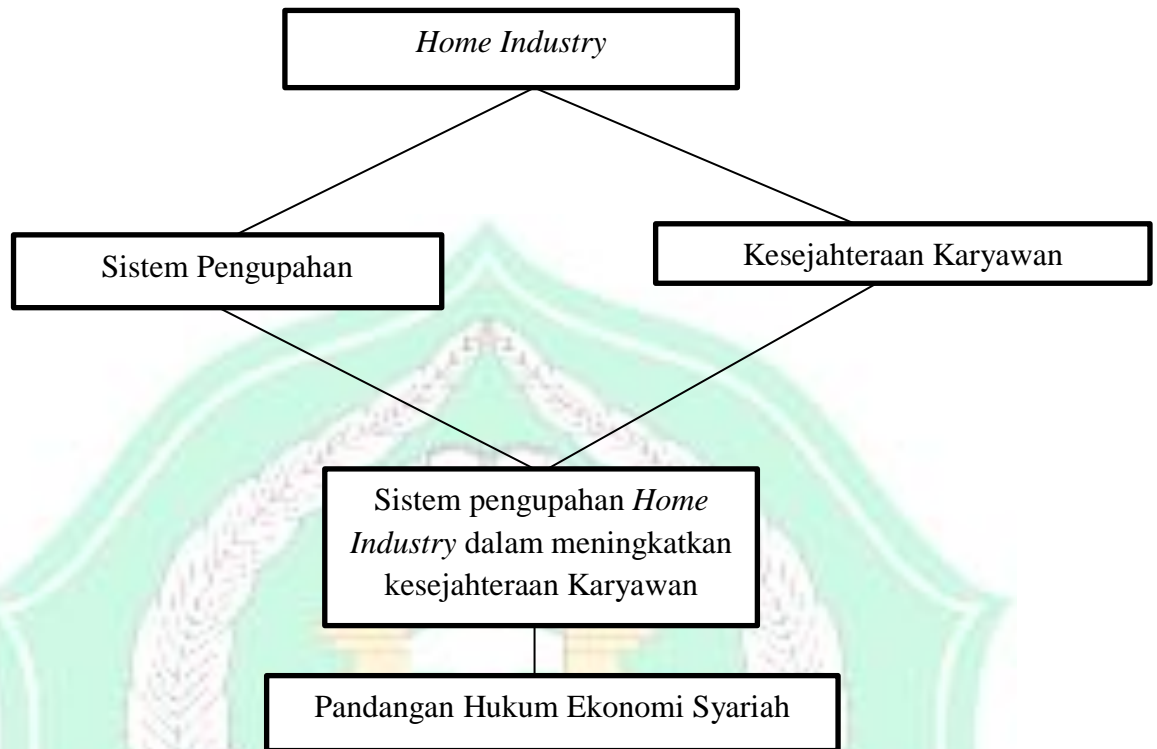 Home Industry
Sistem Pengupahan
Kesejahteraan Karyawan
Sistem pengupahan Home
Industry dalam meningkatkan
kesejahteraan Karyawan
Pandangan Hukum Ekonomi Syariah